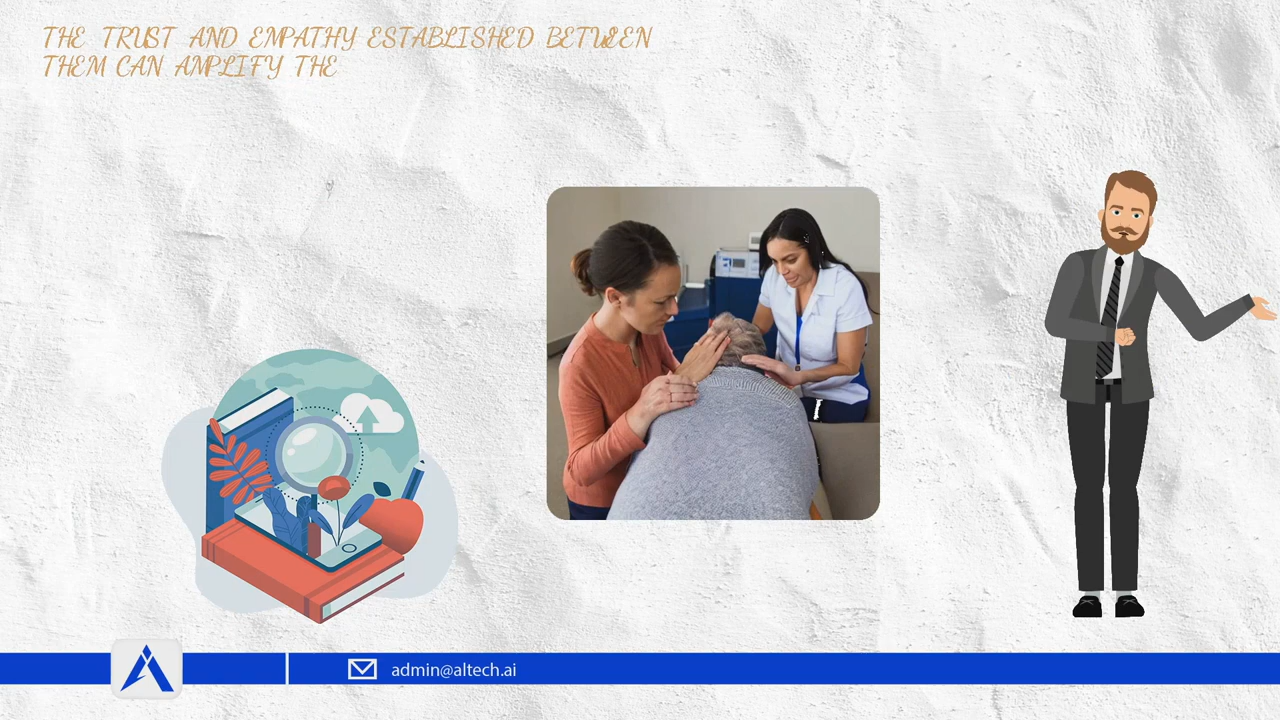 THE TRUST AND EMPATHY ESTABLISHED BETWEEN
THEM CAN AMPLIFY THE
admin@altech.ai